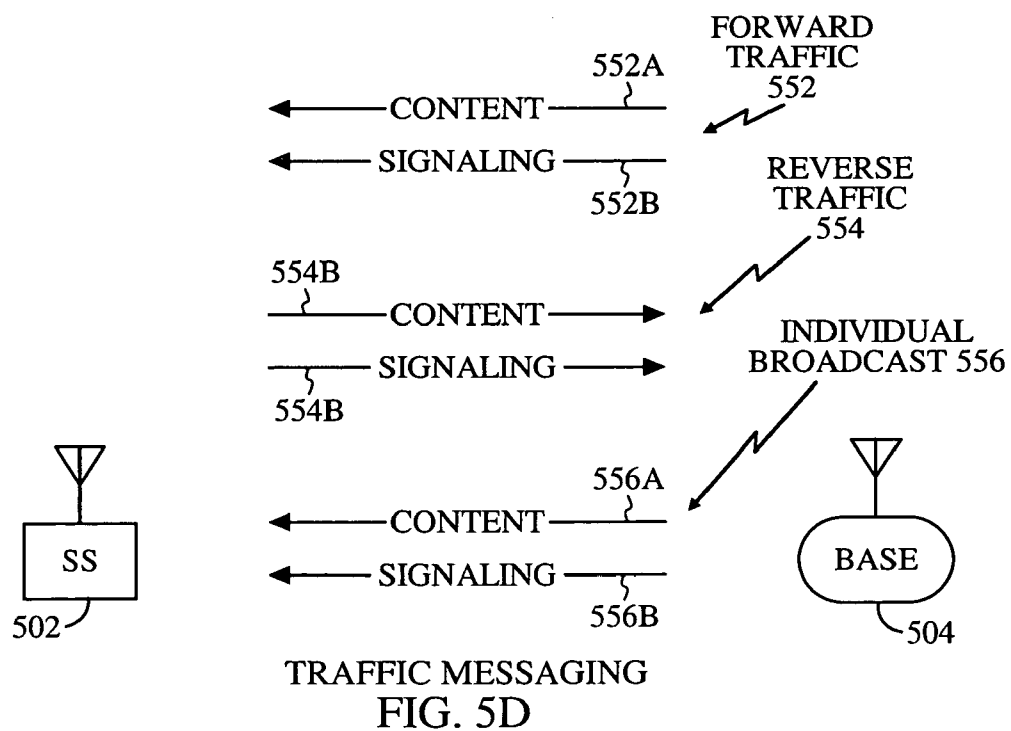 FORWARD
TRAFFIC
552
552A
CONTENT
SIGNALING
552B
REVERSE
TRAFFIC
554
554B
CONTENT
SIGNALING
554B
INDIVIDUAL
BROADCAST 556
556A
CONTENT
SIGNALING
556B
SS
502
BASE
504
TRAFFIC MESSAGING
FIG. 5D